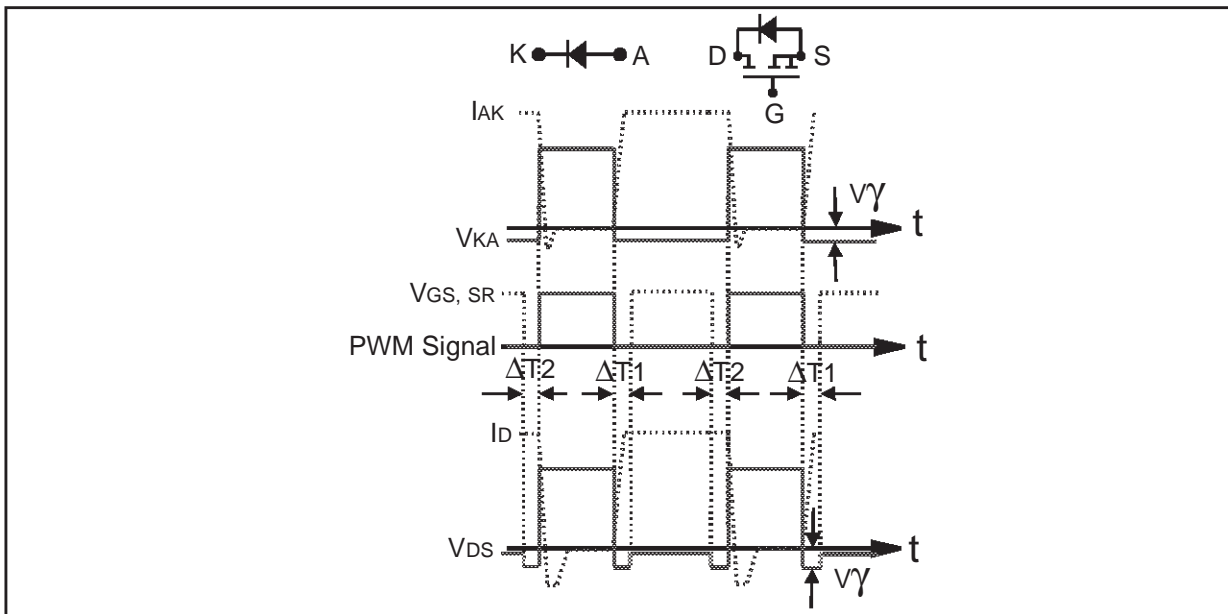 K A D S
G
IAK
Vγ
t
VKA
VGS, SR
PWM Signal
t
ΔT2 ΔT1 ΔT2 ΔT1
ID
VDS
t
Vγ